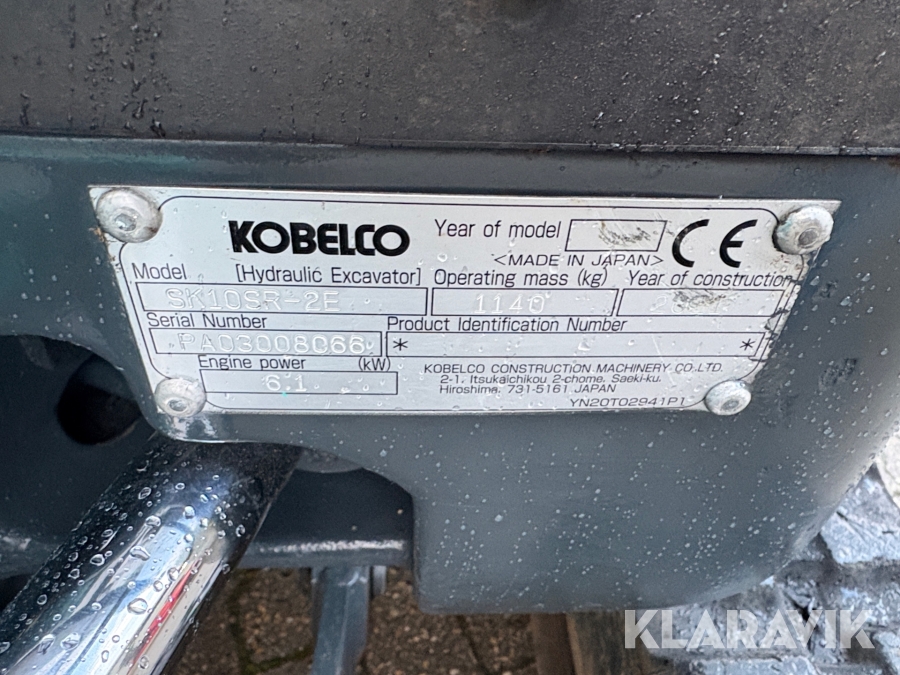 KOBELCO
Year of model
CE
<MADE IN JAPAN>
Model [Hydraulic Excavator] Operating mass (kg) Year of construction
SK10SR-2E 1140
Serial Number Product Identification Number
PA03008066 * *
Engine power (kW)
6.1
KOBELCO CONSTRUCTION MACHINERY CO.,LTD.
2-1, Itsukaichikou 2-chome, Saeki-ku,
Hiroshima, 731-5161 JAPAN
YN20T02941P1
KLARAVIK